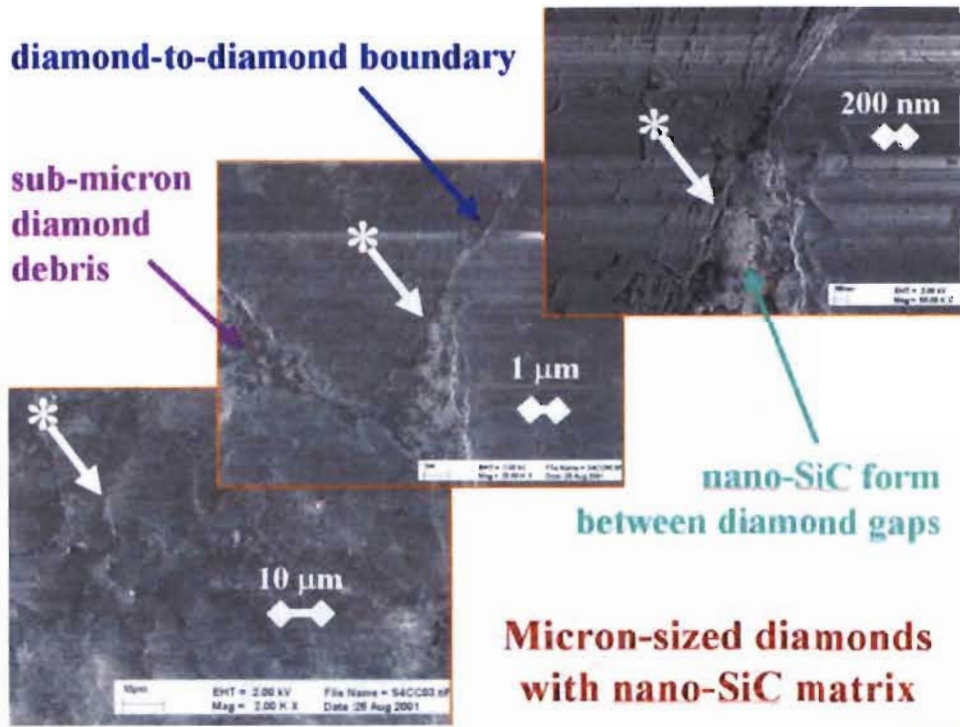 diamond-to-diamond boundary
200 nm
*
sub-micron
diamond
debris
*
1 μm
*
nano-SiC form
between diamond gaps
10 μm
Micron-sized diamonds
with nano-SiC matrix
EHT = 2.00 kV
File Name = S4CC03
Mag = 2.00 K X
Date :28 Aug 2001